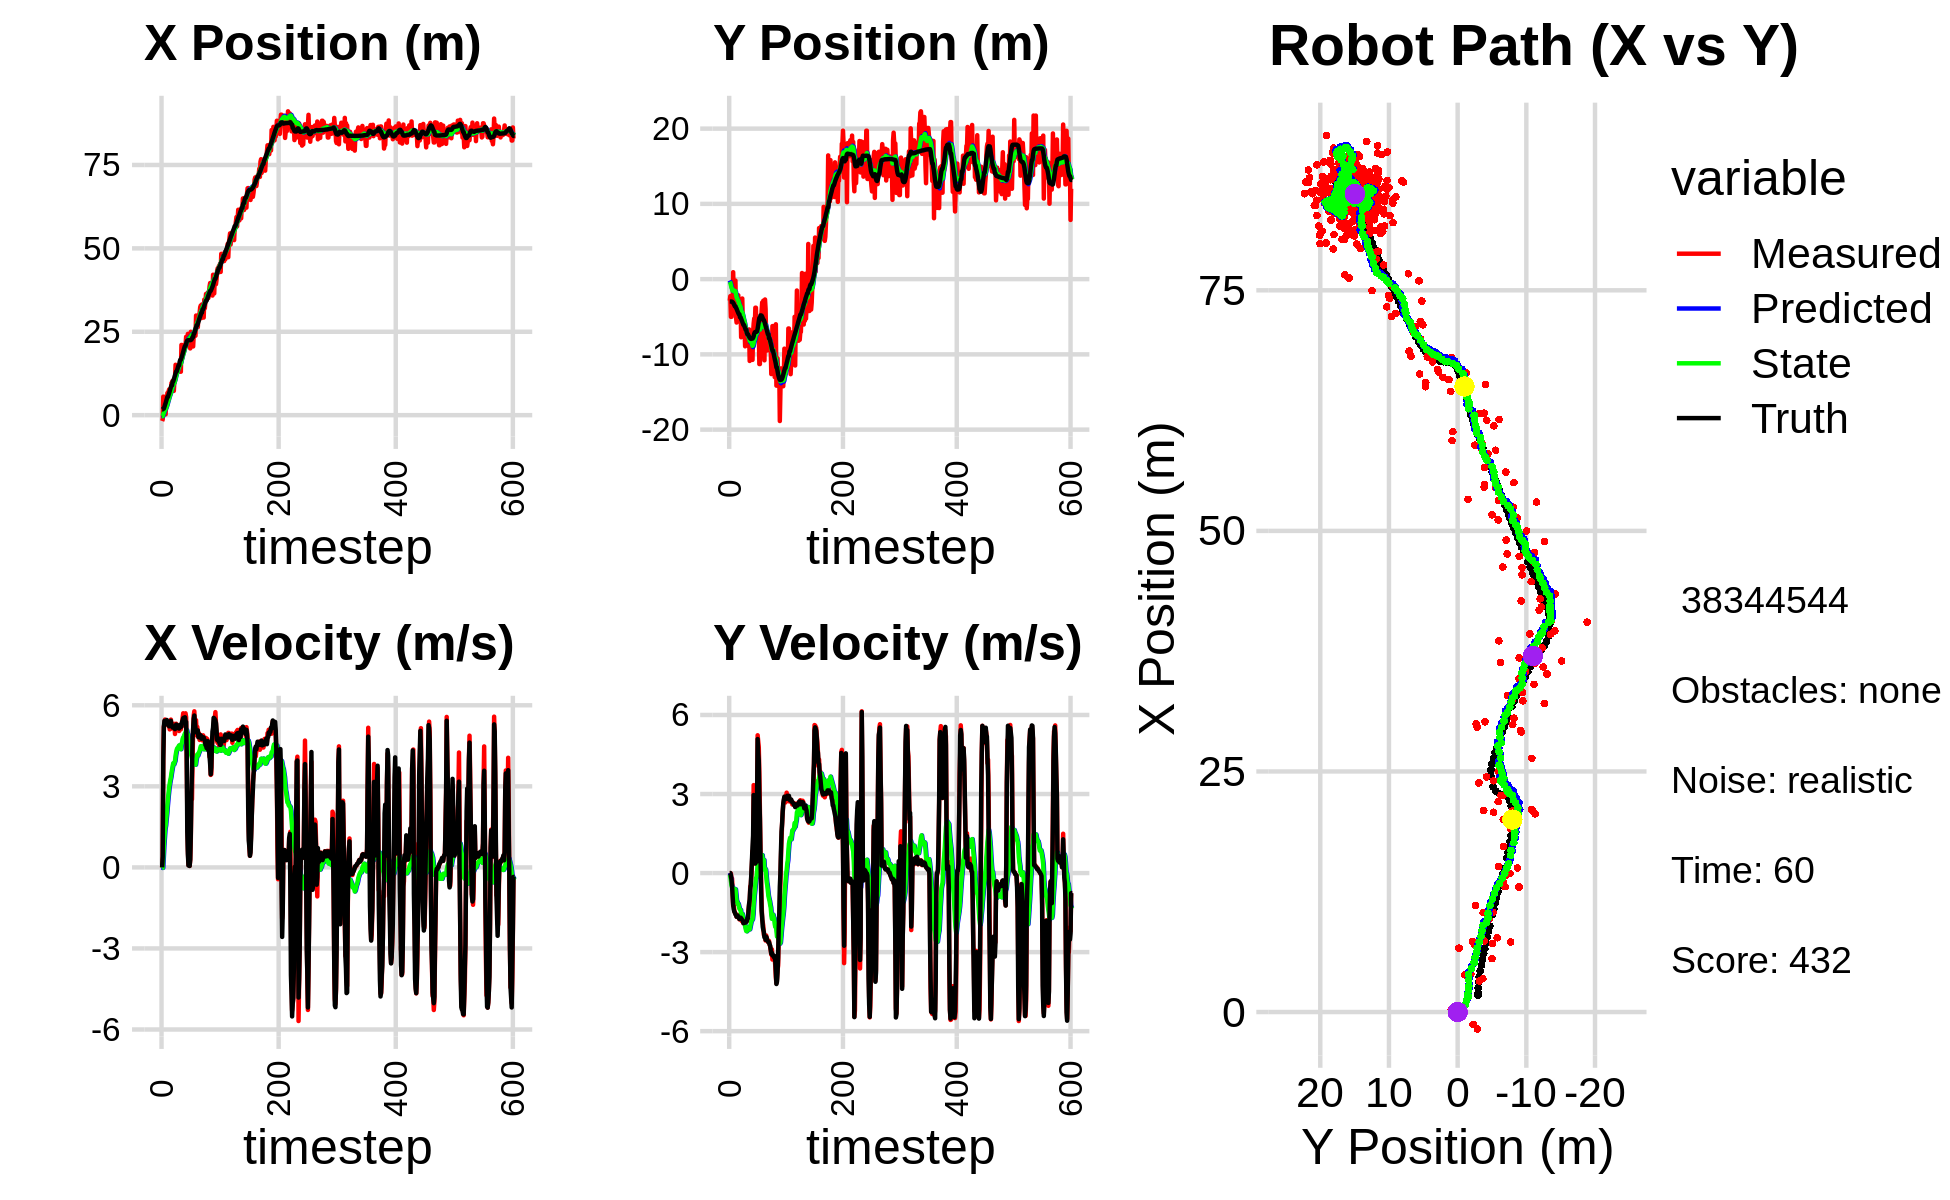 X Position (m)
75
50
25
0
0
200
400
600
timestep
Y Position (m)
20
10
0
-10
-20
0
200
400
600
timestep
X Velocity (m/s)
6
3
0
-3
-6
0
200
400
600
timestep
Y Velocity (m/s)
6
3
0
-3
-6
0
200
400
600
timestep
Robot Path (X vs Y)
X Position (m)
75
50
25
0
20 10 0 -10 -20
Y Position (m)
variable
Measured
Predicted
State
Truth
38344544
Obstacles: none
Noise: realistic
Time: 60
Score: 432